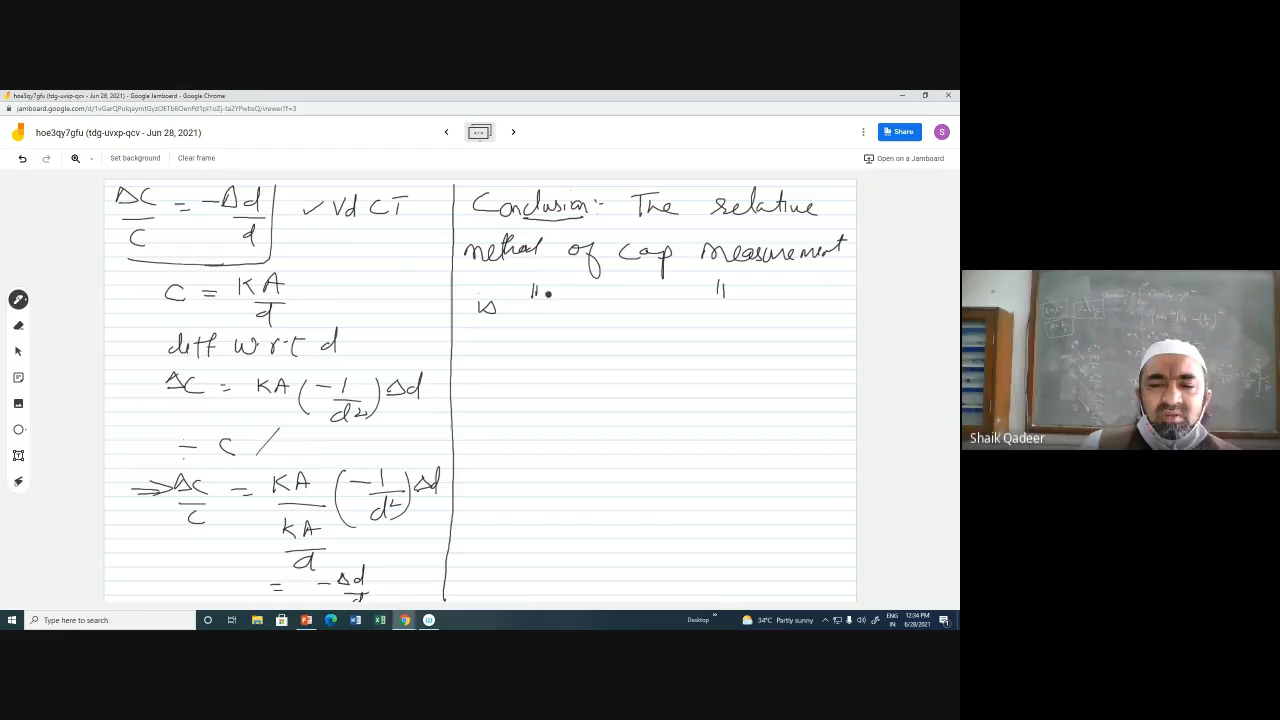 hoe3qy7gfu (tdg-uvxp-qcv - Jun 28, 2021) - Google Jamboard - Google Chrome
hoe3qy7gfu (tdg-uvxp-qcv - Jun 28, 2021)
Share
S
Set background
Clear frame
Open on a Jamboard
ΔC/C = -Δd/d ✓ Vd CT
C = KA/d
diff w.r.t d
ΔC = KA (-1/d²) Δd
÷ C /
⇒ ΔC/C = KA/(KA/d) (-1/d²) Δd
= -Δd/d
Conclusion:- The relative
method of cap measurement
is " "
Shaik Qadeer
Type here to search
Desktop
34°C Partly sunny
ENG
IN
12:34 PM
6/28/2021